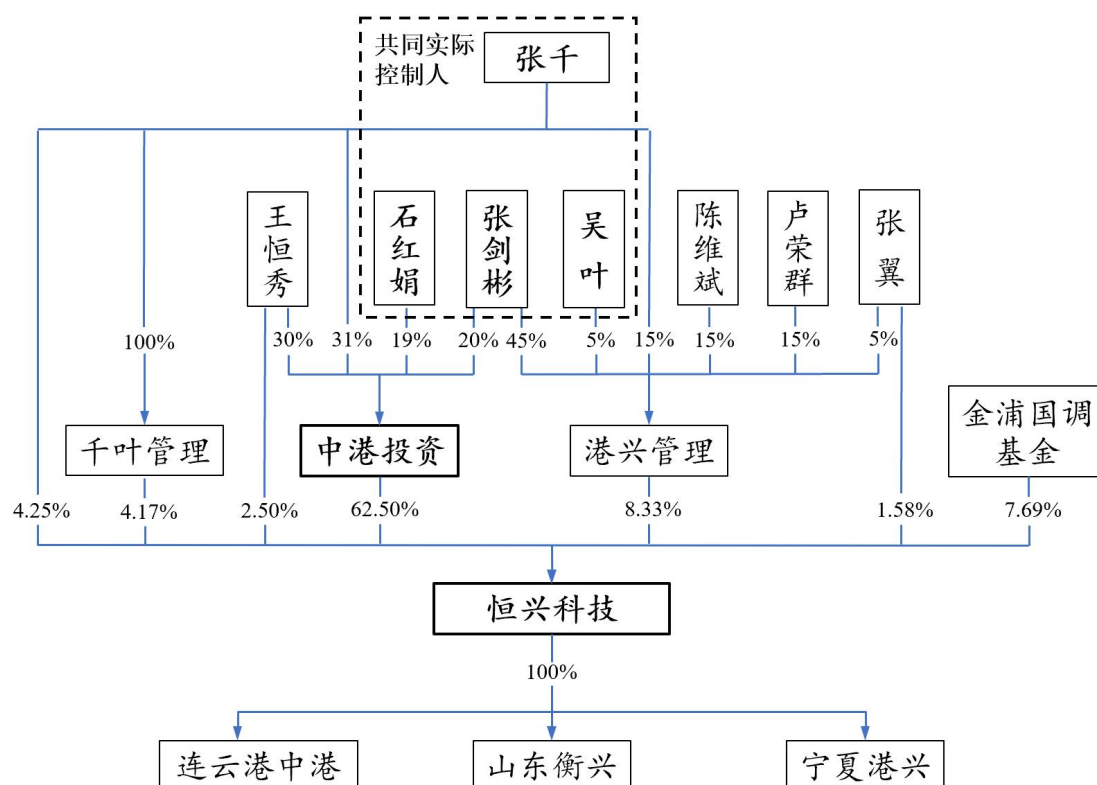 共同实际
控制人
张千
王恒秀
石红娟
张剑彬
吴叶
陈维斌
卢荣群
张翼
100%
30%
31%
19%
20%
45%
5%
15%
15%
15%
5%
千叶管理
中港投资
港兴管理
金浦国调
基金
4.25%
4.17%
2.50%
62.50%
8.33%
1.58%
7.69%
恒兴科技
100%
连云港中港
山东衡兴
宁夏港兴